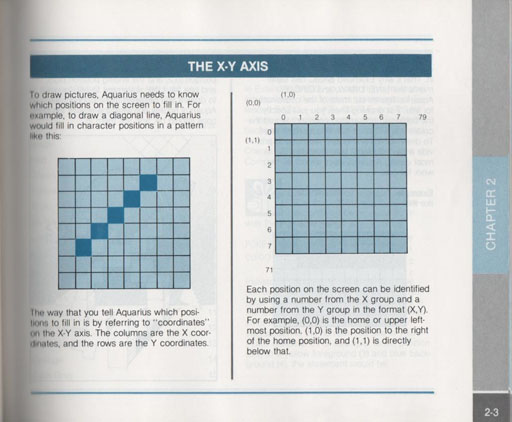 THE X-Y AXIS
To draw pictures, Aquarius needs to know
which positions on the screen to fill in. For
example, to draw a diagonal line, Aquarius
would fill in character positions in a pattern
like this:
The way that you tell Aquarius which posi-
tions to fill in is by referring to "coordinates"
on the X-Y axis. The columns are the X coor-
dinates, and the rows are the Y coordinates.
(1,0)
(0,0)
0 1 2 3 4 5 6 7 79
0
(1,1)
1
2
3
4
5
6
7
71
Each position on the screen can be identified
by using a number from the X group and a
number from the Y group in the format (X,Y).
For example, (0,0) is the home or upper left-
most position, (1,0) is the position to the right
of the home position, and (1,1) is directly
below that.
CHAPTER 2
2-3